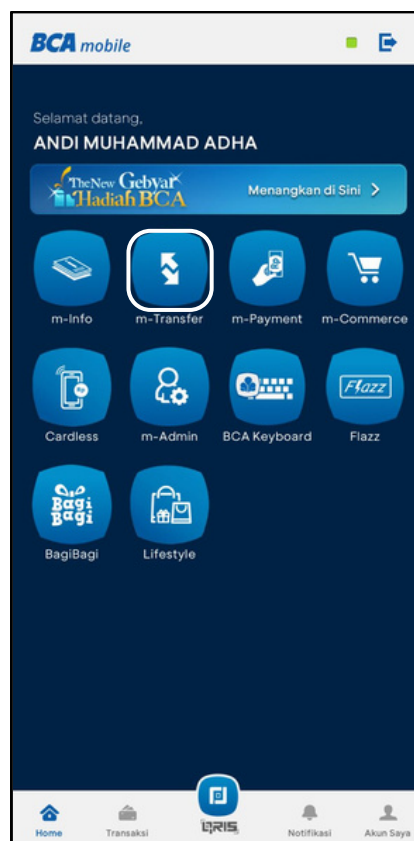 BCA mobile
Selamat datang,
ANDI MUHAMMAD ADHA
The New Gebyar
Hadiah BCA
Menangkan di Sini
m-Info m-Transfer m-Payment m-Commerce
Flazz
Cardless m-Admin BCA Keyboard Flazz
Bagi
Bagi
BagiBagi Lifestyle
Home Transaksi QRIS Notifikasi Akun Saya